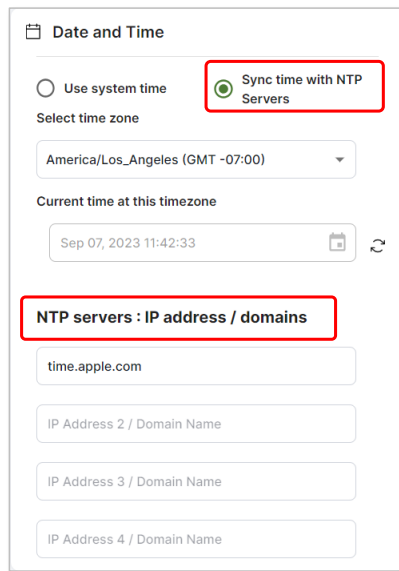 Date and Time
Use system time
Sync time with NTP
Servers
Select time zone
America/Los_Angeles (GMT -07:00)
Current time at this timezone
Sep 07, 2023 11:42:33
NTP servers : IP address / domains
time.apple.com
IP Address 2 / Domain Name
IP Address 3 / Domain Name
IP Address 4 / Domain Name